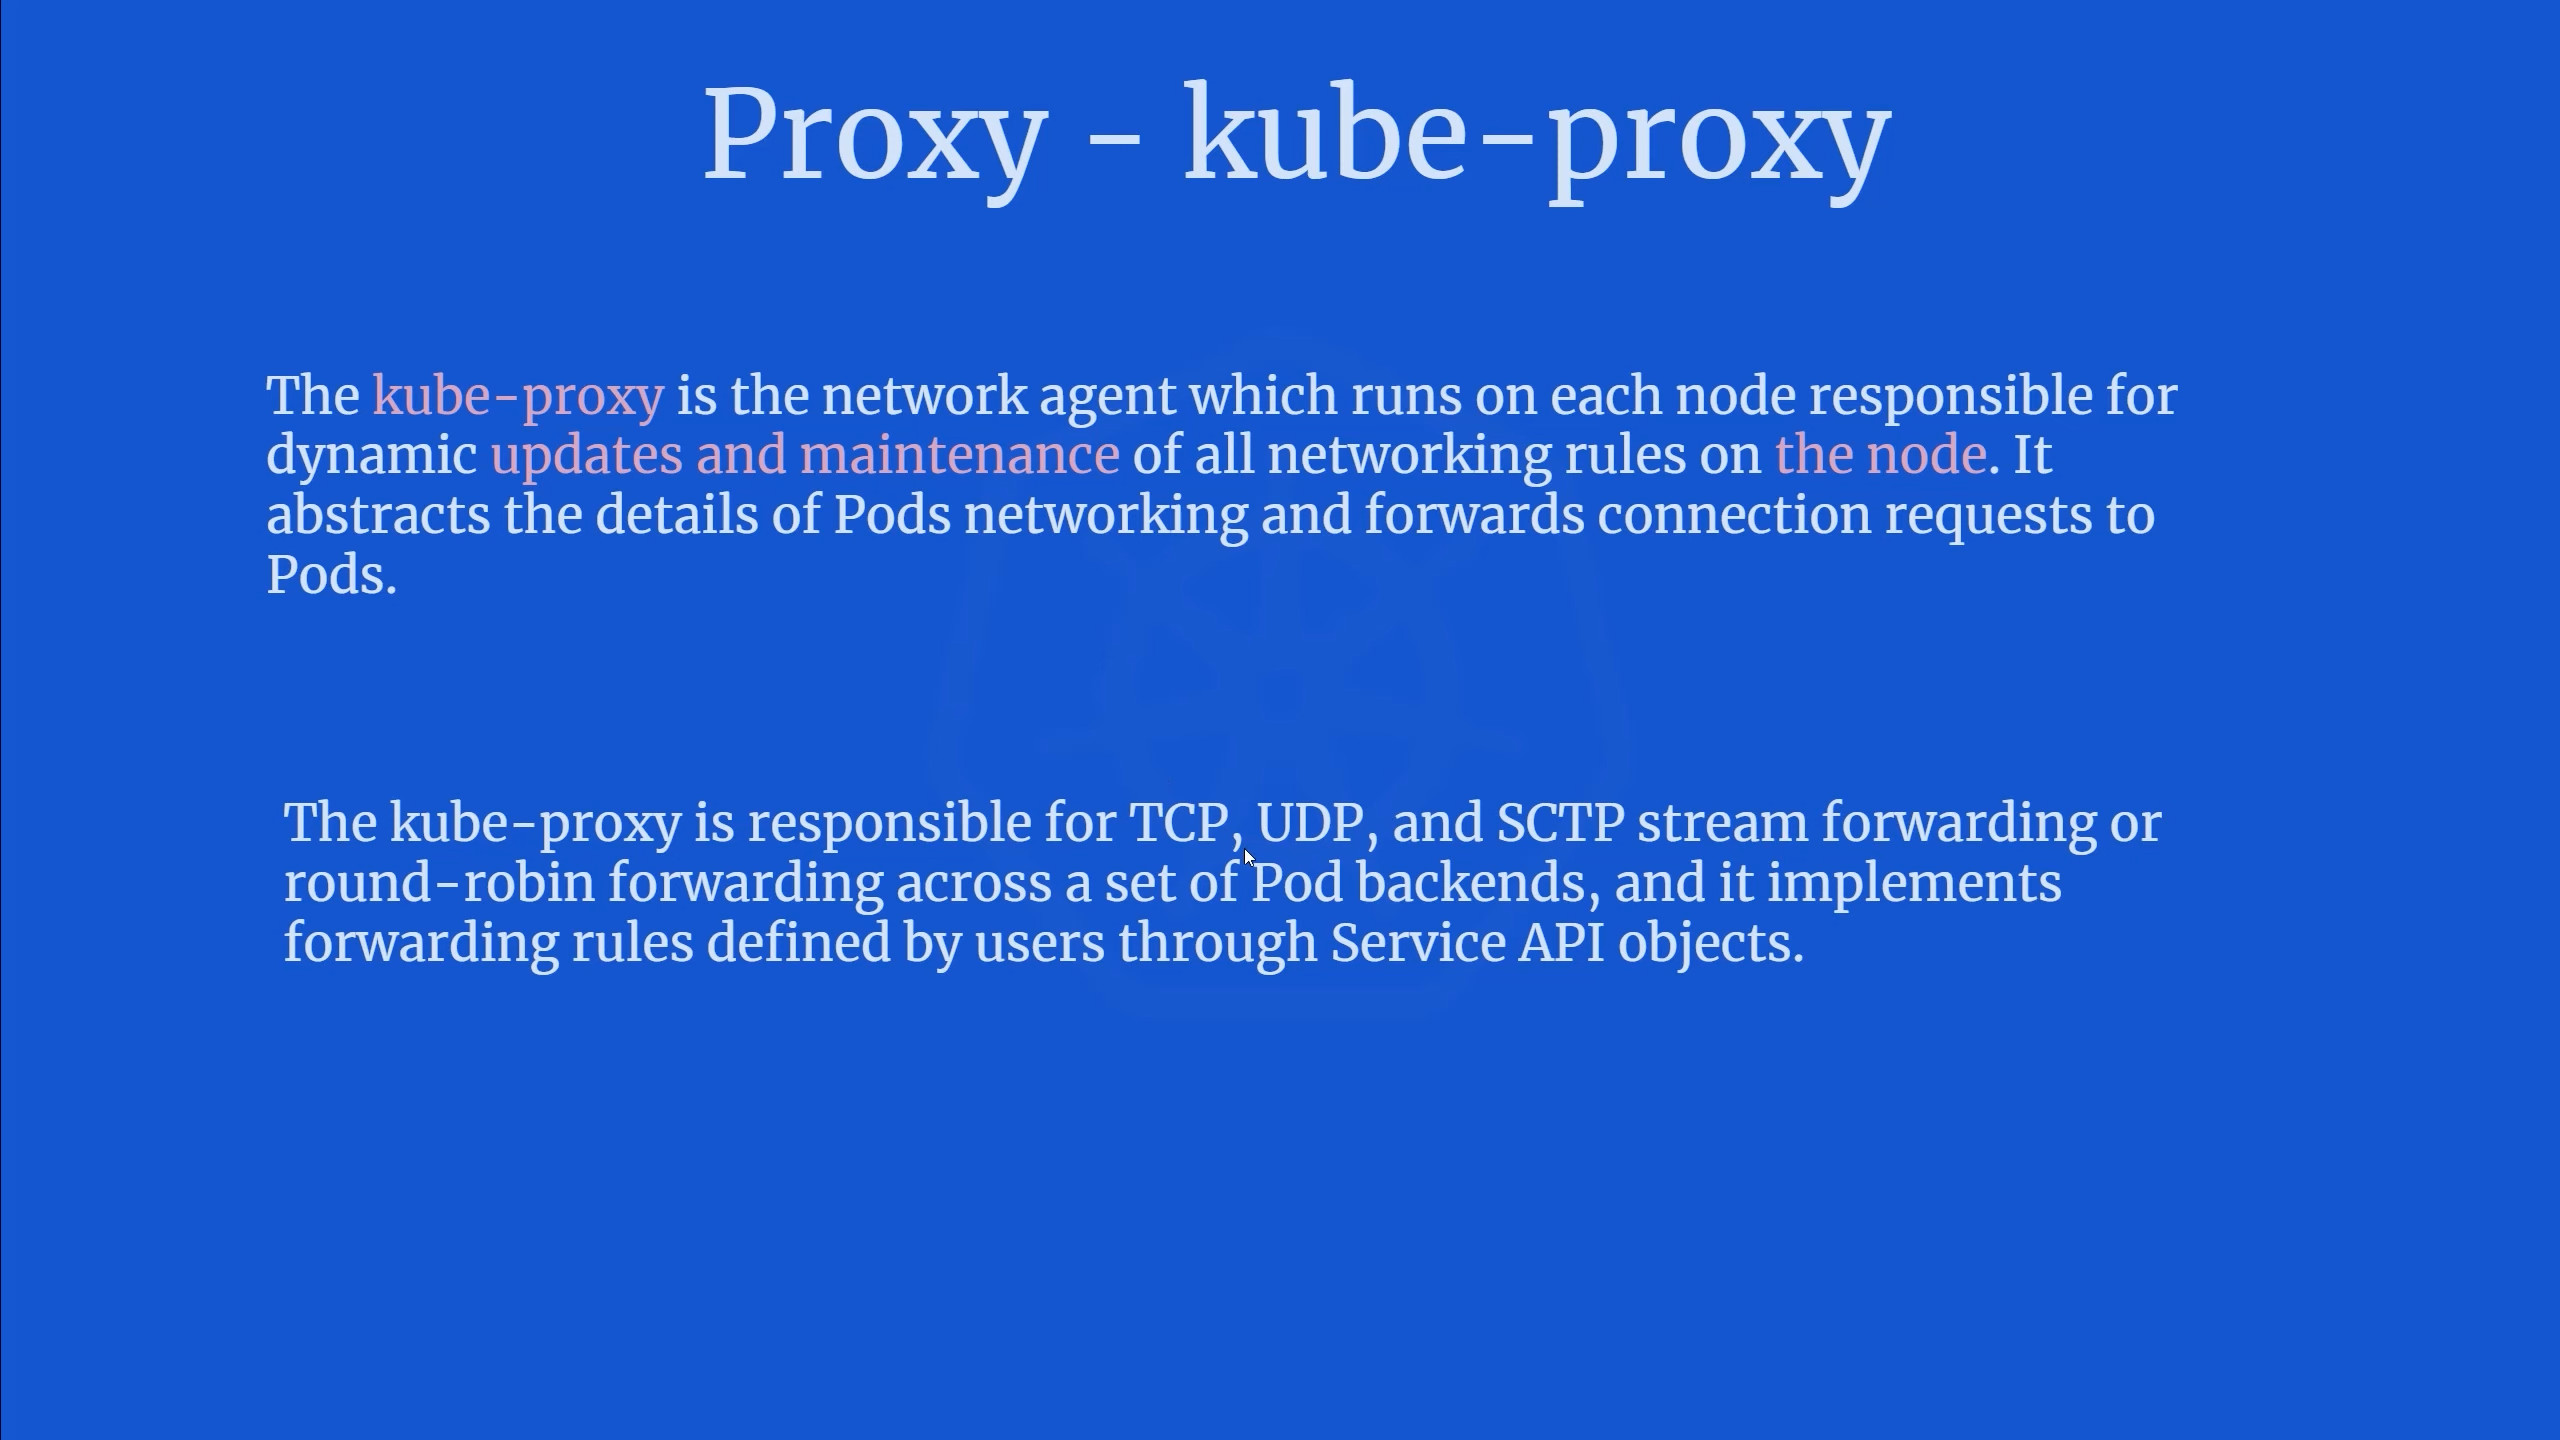 Proxy - kube-proxy
The kube-proxy is the network agent which runs on each node responsible for
dynamic updates and maintenance of all networking rules on the node. It
abstracts the details of Pods networking and forwards connection requests to
Pods.
The kube-proxy is responsible for TCP, UDP, and SCTP stream forwarding or
round-robin forwarding across a set of Pod backends, and it implements
forwarding rules defined by users through Service API objects.